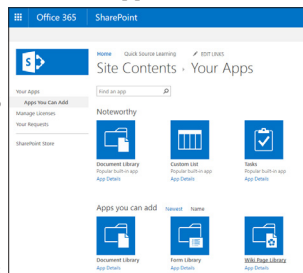 Office 365
SharePoint
Home Quick Source Learning EDIT LINKS
Site Contents › Your Apps
Your Apps
Apps You Can Add
Manage Licenses
Your Requests
SharePoint Store
Find an app
Noteworthy
Document Library
Popular built-in app
App Details
Custom List
Popular built-in app
App Details
Tasks
Popular built-in app
App Details
Apps you can add Newest Name
Document Library
App Details
Form Library
App Details
Wiki Page Library
App Details